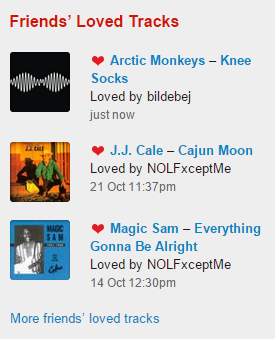 Friends' Loved Tracks
Arctic Monkeys – Knee
Socks
Loved by bildebej
just now
J.J. Cale – Cajun Moon
Loved by NOLFxceptMe
21 Oct 11:37pm
MAGIC
SAM
Magic Sam – Everything
Gonna Be Alright
Loved by NOLFxceptMe
14 Oct 12:30pm
More friends' loved tracks